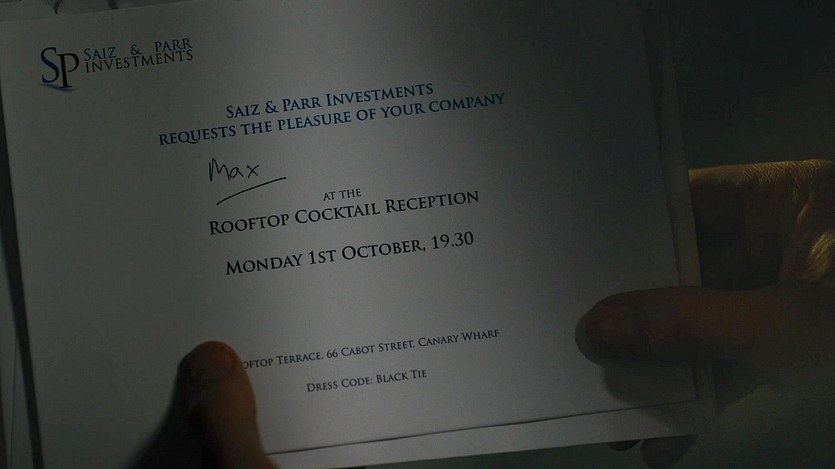 SP SAIZ & PARR
INVESTMENTS
SAIZ & PARR INVESTMENTS
REQUESTS THE PLEASURE OF YOUR COMPANY
Max
AT THE
ROOFTOP COCKTAIL RECEPTION
MONDAY 1ST OCTOBER, 19.30
OFTOP TERRACE, 66 CABOT STREET, CANARY WHARF
DRESS CODE: BLACK TIE